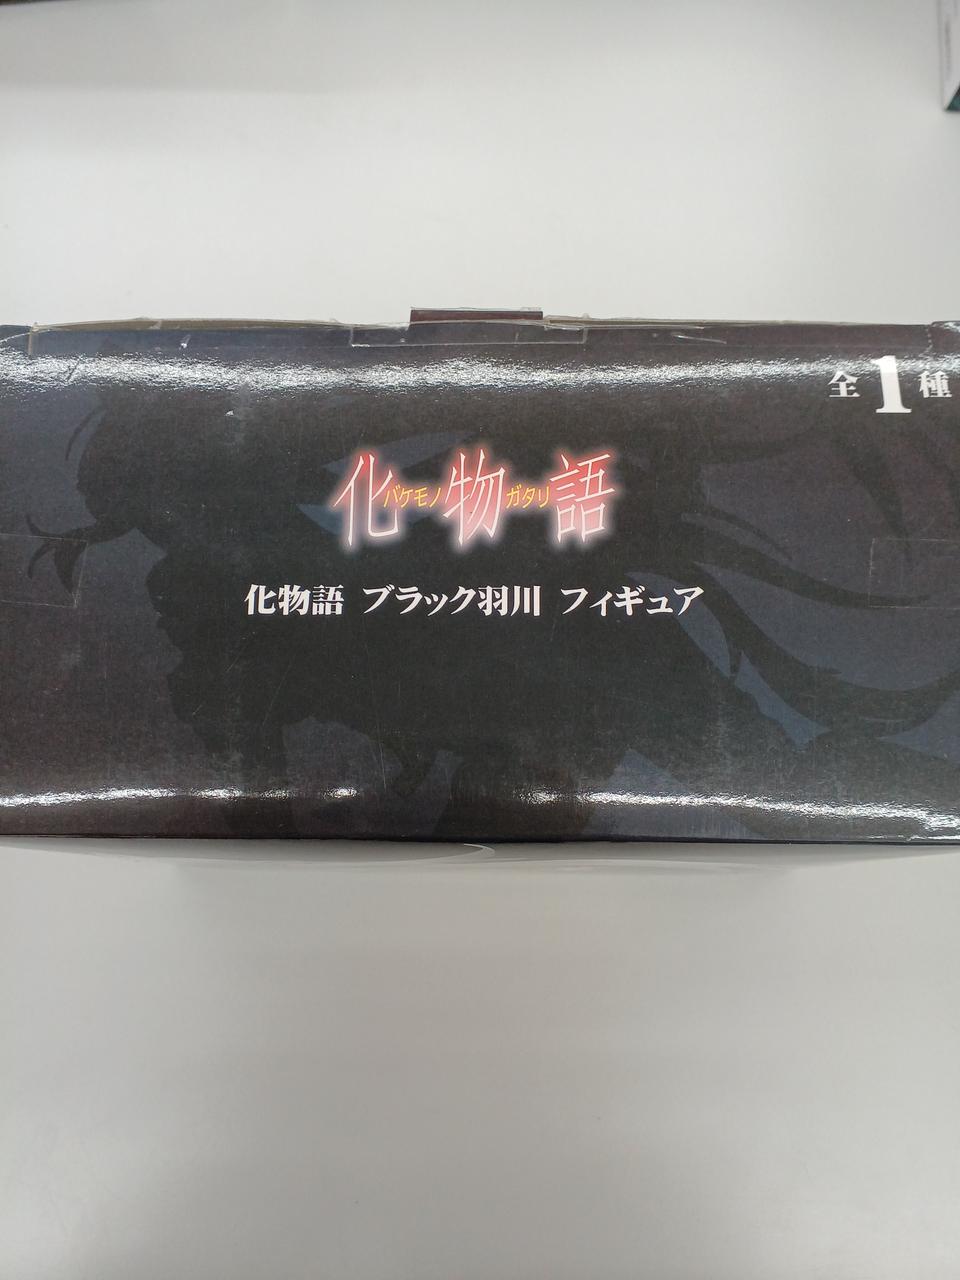 全1種
化物語
バケモノ ガタリ
化物語 ブラック羽川 フィギュア